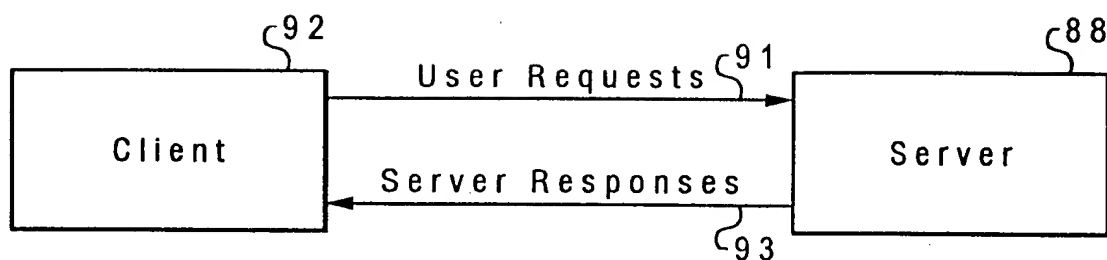 92
88
91
User Requests
Client
Server
Server Responses
93